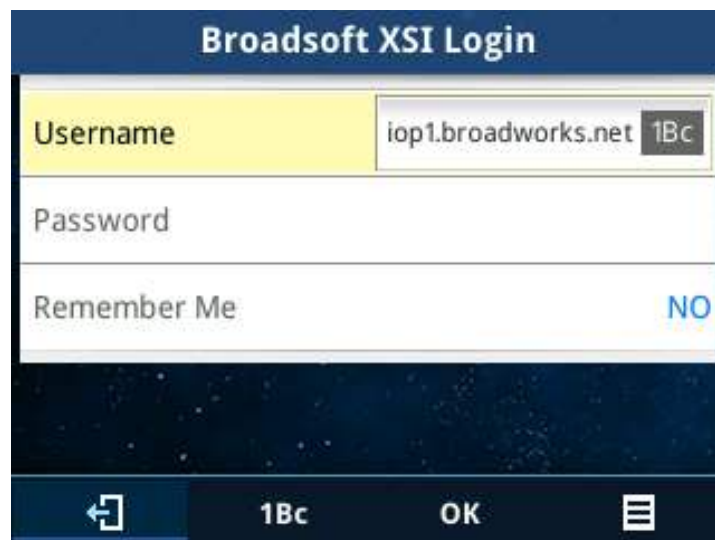 Broadsoft XSI Login
Username iop1.broadworks.net 1Bc
Password
Remember Me NO
1Bc OK